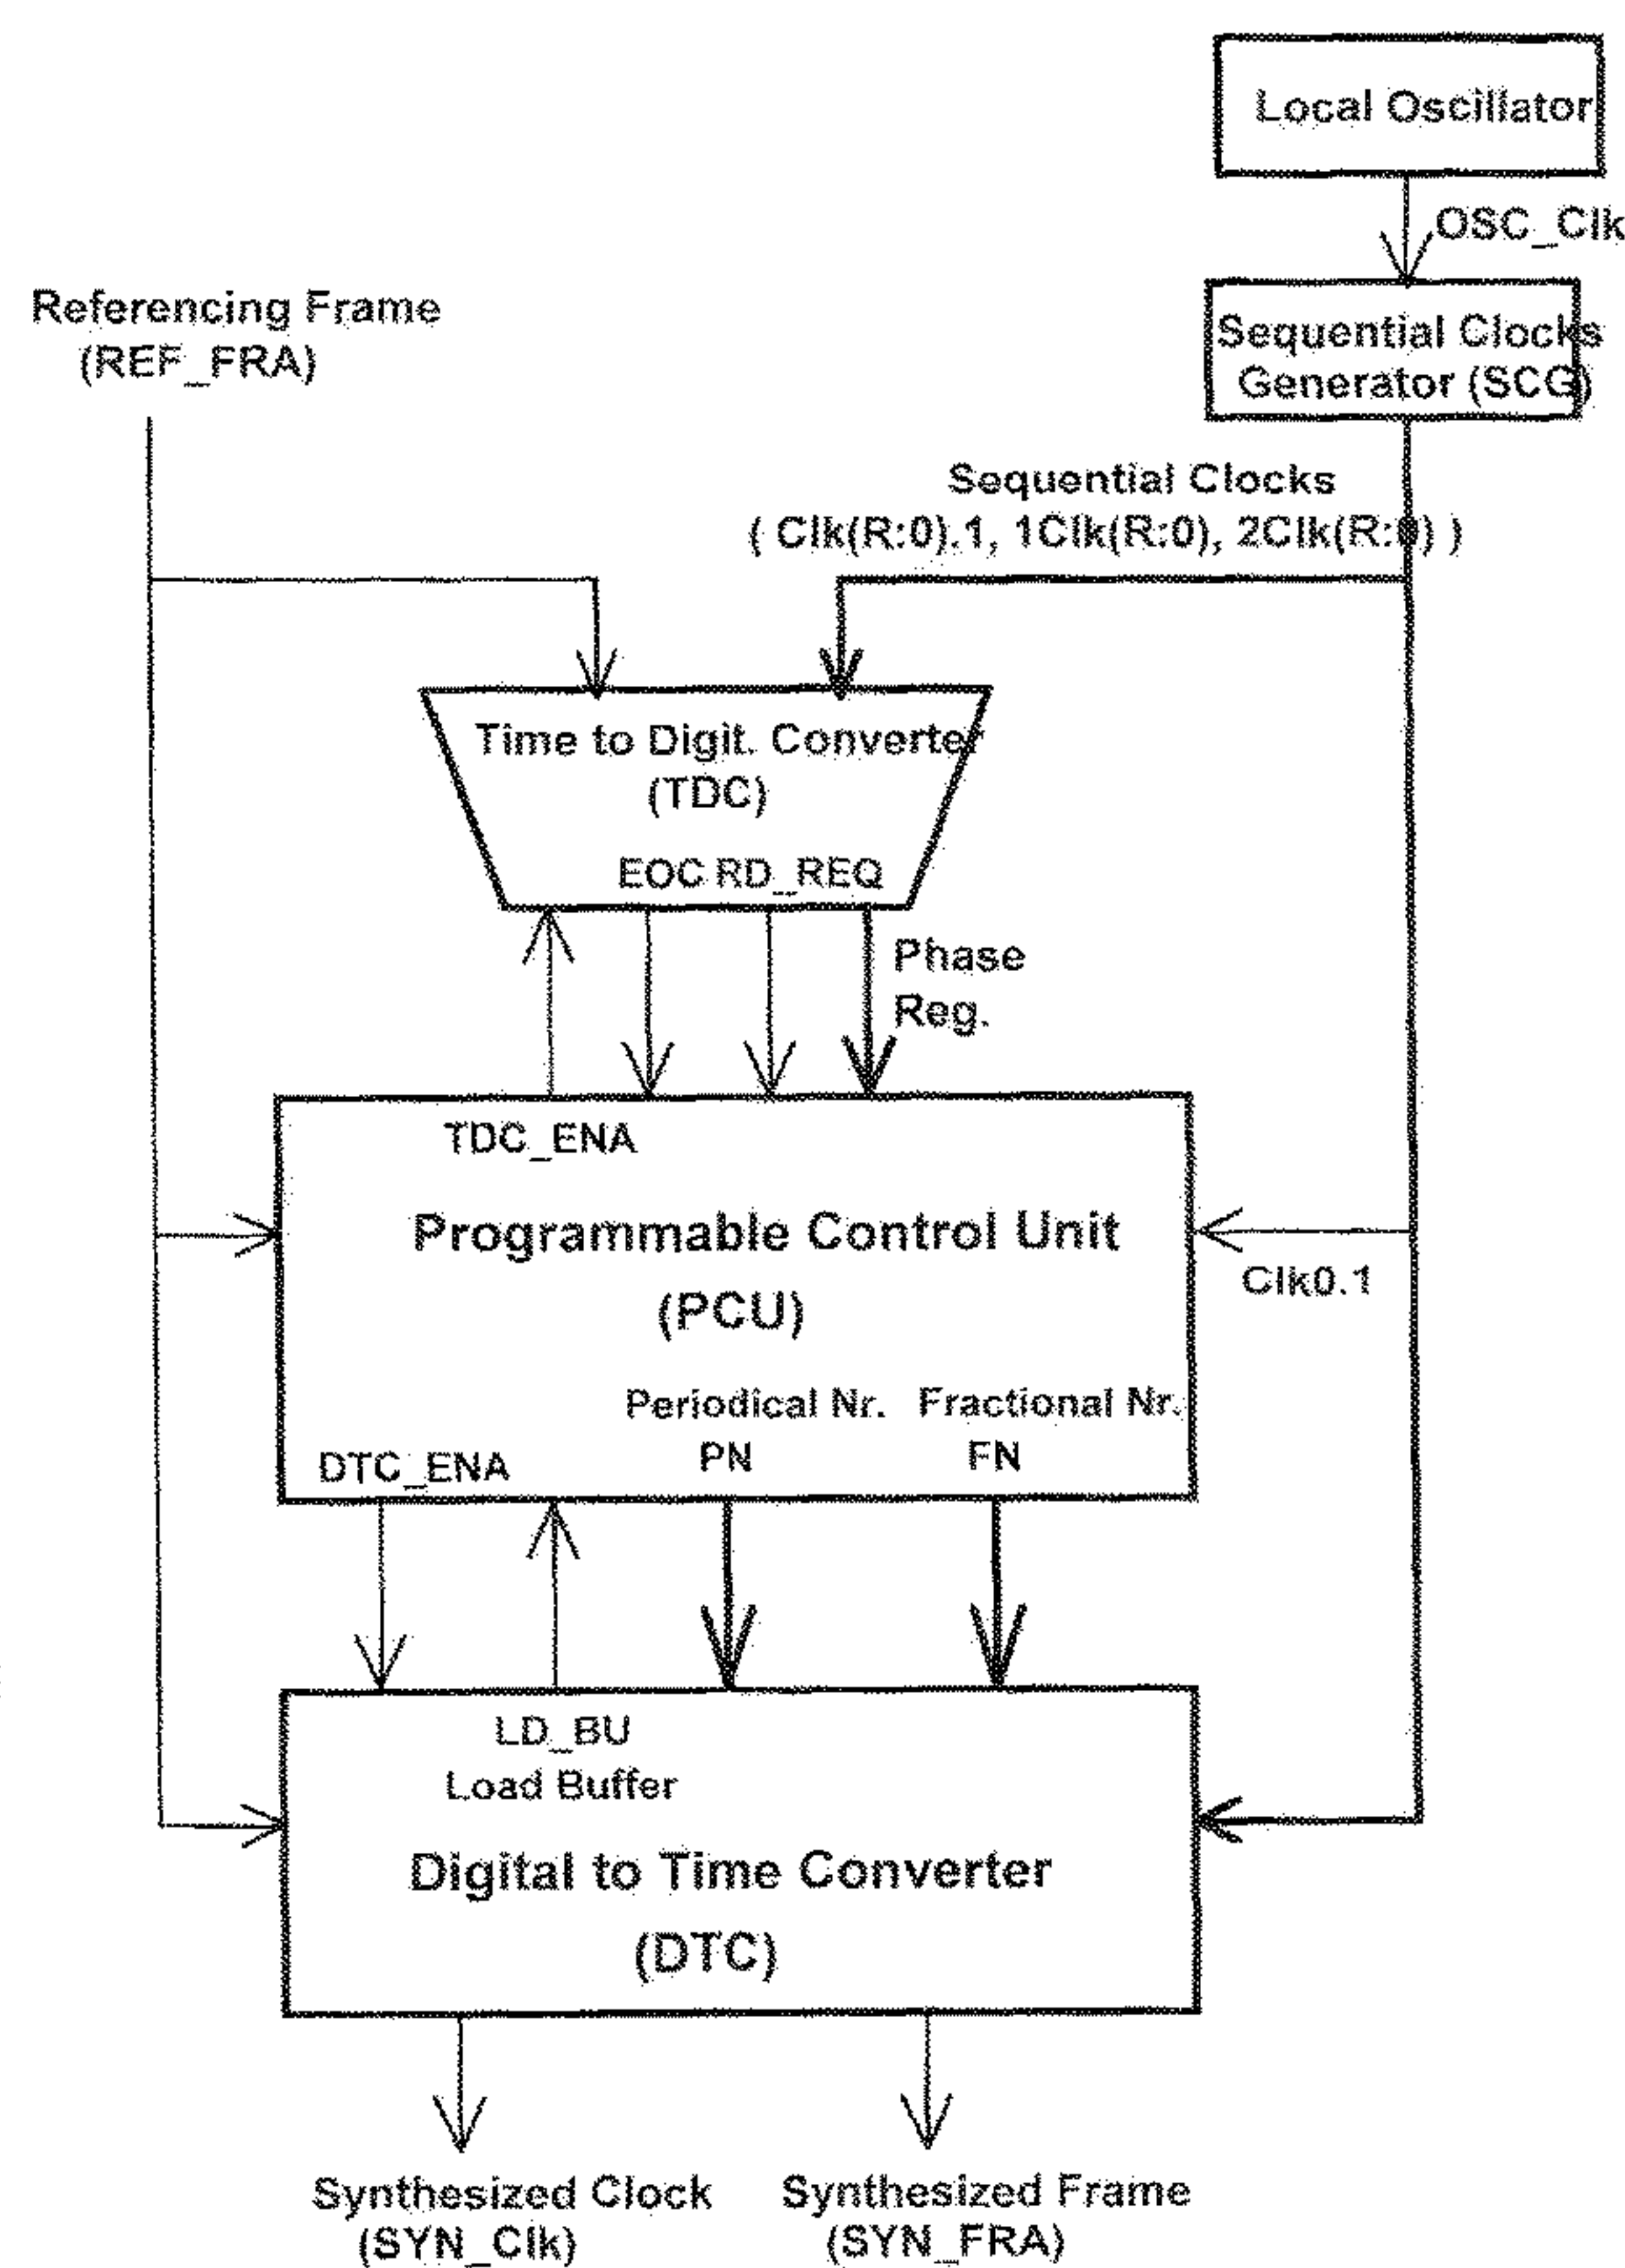 Local Oscillator
OSC_Clk
Referencing Frame
(REF_FRA)
Sequential Clocks
Generator (SCG)
Sequential Clocks
( Clk(R:0).1, 1Clk(R:0), 2Clk(R:0) )
Time to Digit. Converter
(TDC)
EOC RD_REQ
Phase
Reg.
TDC_ENA
Programmable Control Unit
(PCU)
Clk0.1
Periodical Nr. Fractional Nr.
DTC_ENA PN FN
LD_BU
Load Buffer
Digital to Time Converter
(DTC)
Synthesized Clock
(SYN_Clk)
Synthesized Frame
(SYN_FRA)